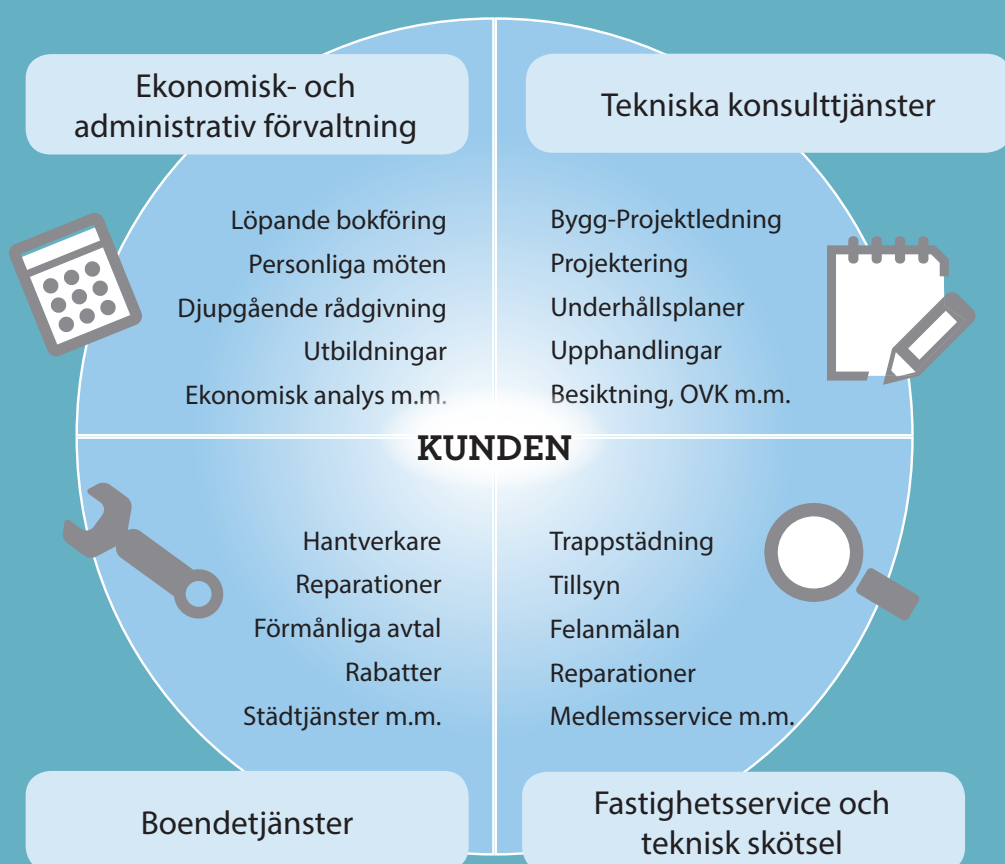 Ekonomisk- och
administrativ förvaltning
Löpande bokföring
Personliga möten
Djupgående rådgivning
Utbildningar
Ekonomisk analys m.m.
Tekniska konsulttjänster
Bygg-Projektledning
Projektering
Underhållsplaner
Upphandlingar
Besiktning, OVK m.m.
KUNDEN
Hantverkare
Reparationer
Förmånliga avtal
Rabatter
Städtjänster m.m.
Boendetjänster
Trappstädning
Tillsyn
Felanmälan
Reparationer
Medlemsservice m.m.
Fastighetsservice och
teknisk skötsel